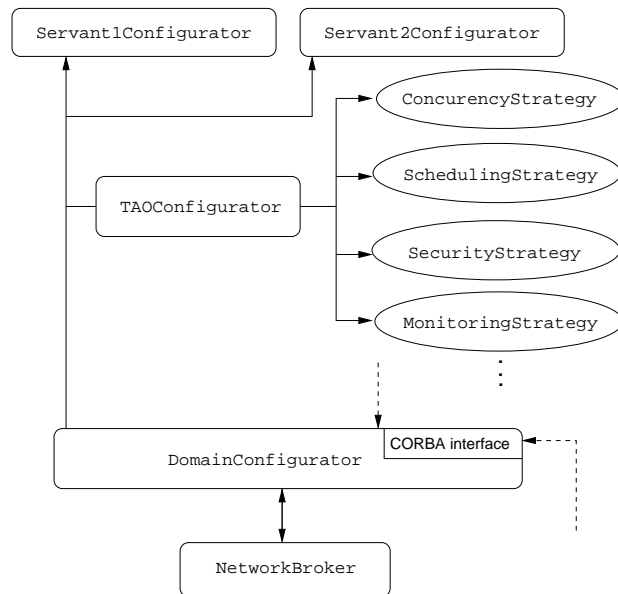 Servant1Configurator
Servant2Configurator
ConcurencyStrategy
SchedulingStrategy
TAOConfigurator
SecurityStrategy
MonitoringStrategy
CORBA interface
DomainConfigurator
NetworkBroker